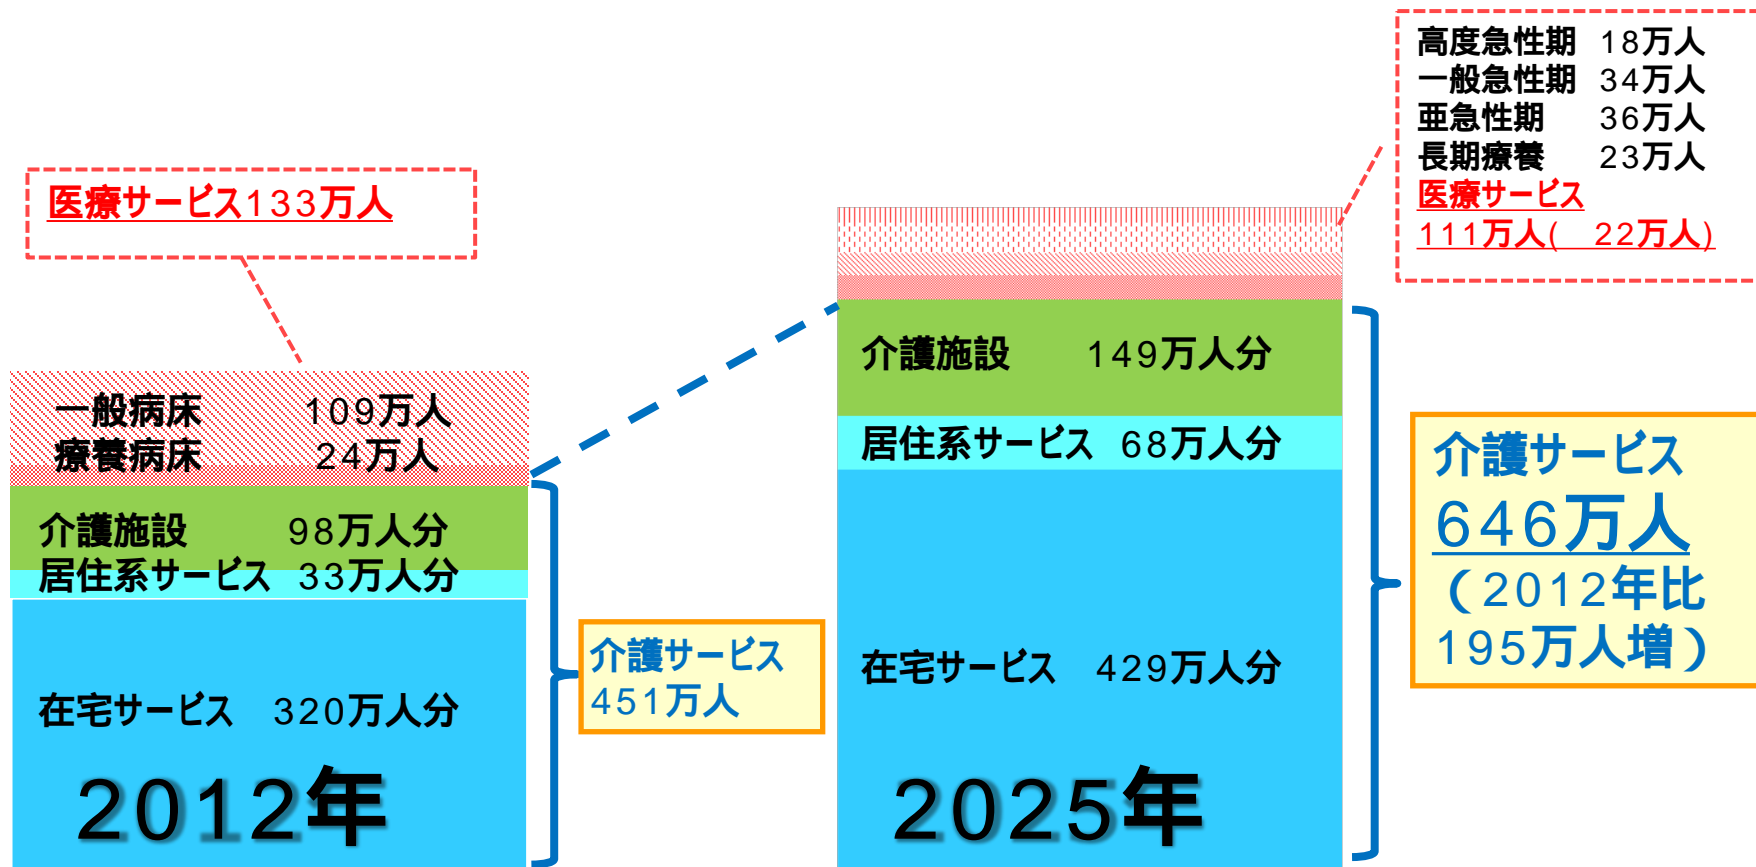 医療サービス133万人
一般病床 109万人
療養病床 24万人
介護施設 98万人分
居住系サービス 33万人分
在宅サービス 320万人分
2012年
介護サービス
451万人
高度急性期 18万人
一般急性期 34万人
亜急性期 36万人
長期療養 23万人
医療サービス
111万人( 22万人)
介護施設 149万人分
居住系サービス 68万人分
在宅サービス 429万人分
2025年
介護サービス
646万人
(2012年比
195万人増)